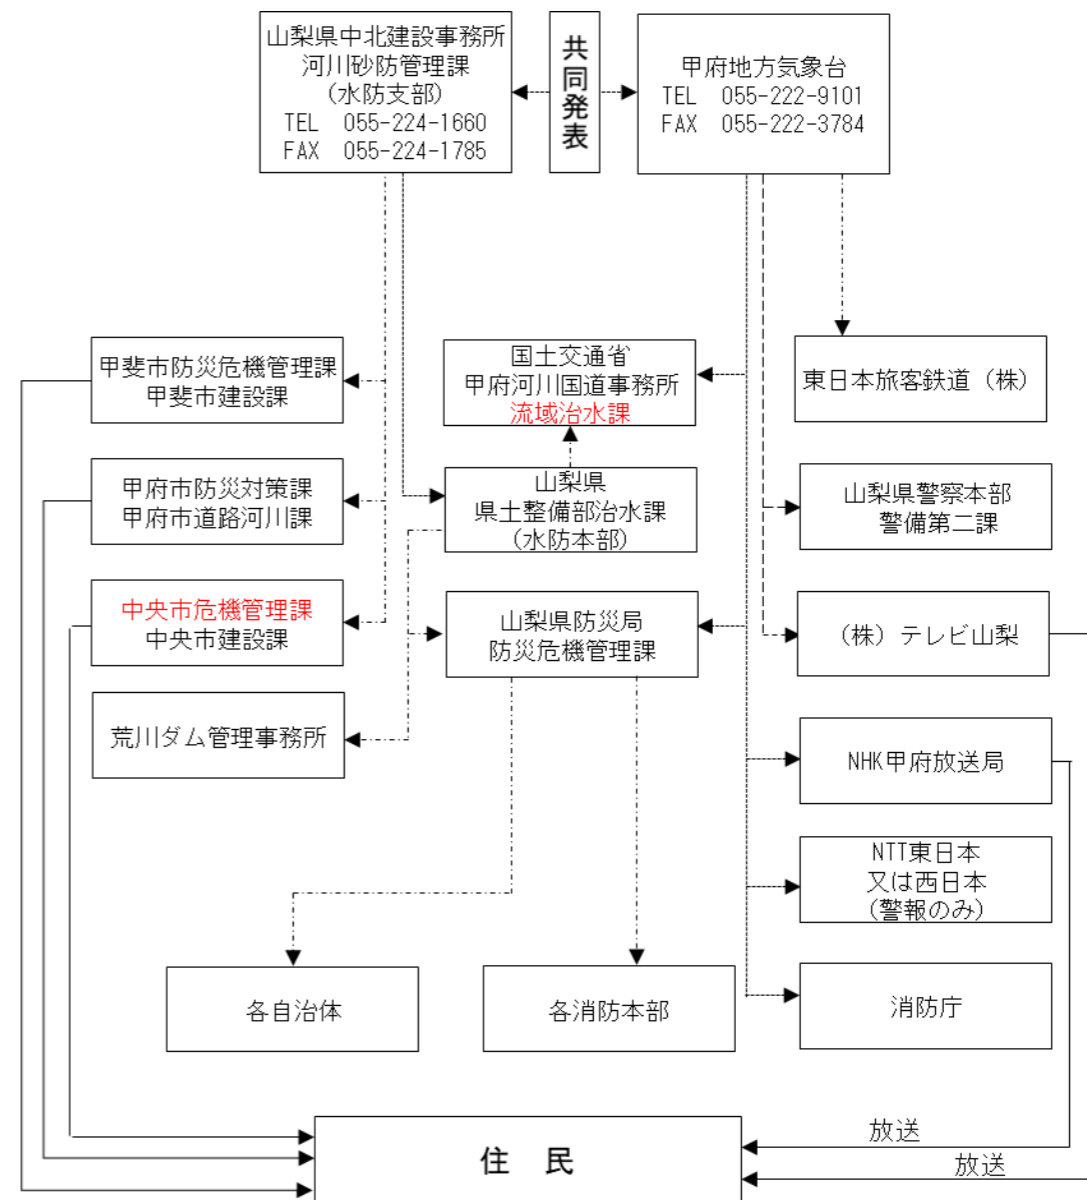 山梨県中北建設事務所
河川砂防管理課
(水防支部)
TEL 055-224-1660
FAX 055-224-1785
共同発表
甲府地方気象台
TEL 055-222-9101
FAX 055-222-3784
甲斐市防災危機管理課
甲斐市建設課
国土交通省
甲府河川国道事務所
流域治水課
東日本旅客鉄道(株)
甲府市防災対策課
甲府市道路河川課
山梨県
県土整備部治水課
(水防本部)
山梨県警察本部
警備第二課
中央市危機管理課
中央市建設課
山梨県防災局
防災危機管理課
(株)テレビ山梨
荒川ダム管理事務所
NHK甲府放送局
NTT東日本
又は西日本
(警報のみ)
各自治体
各消防本部
消防庁
住 民
放送
放送